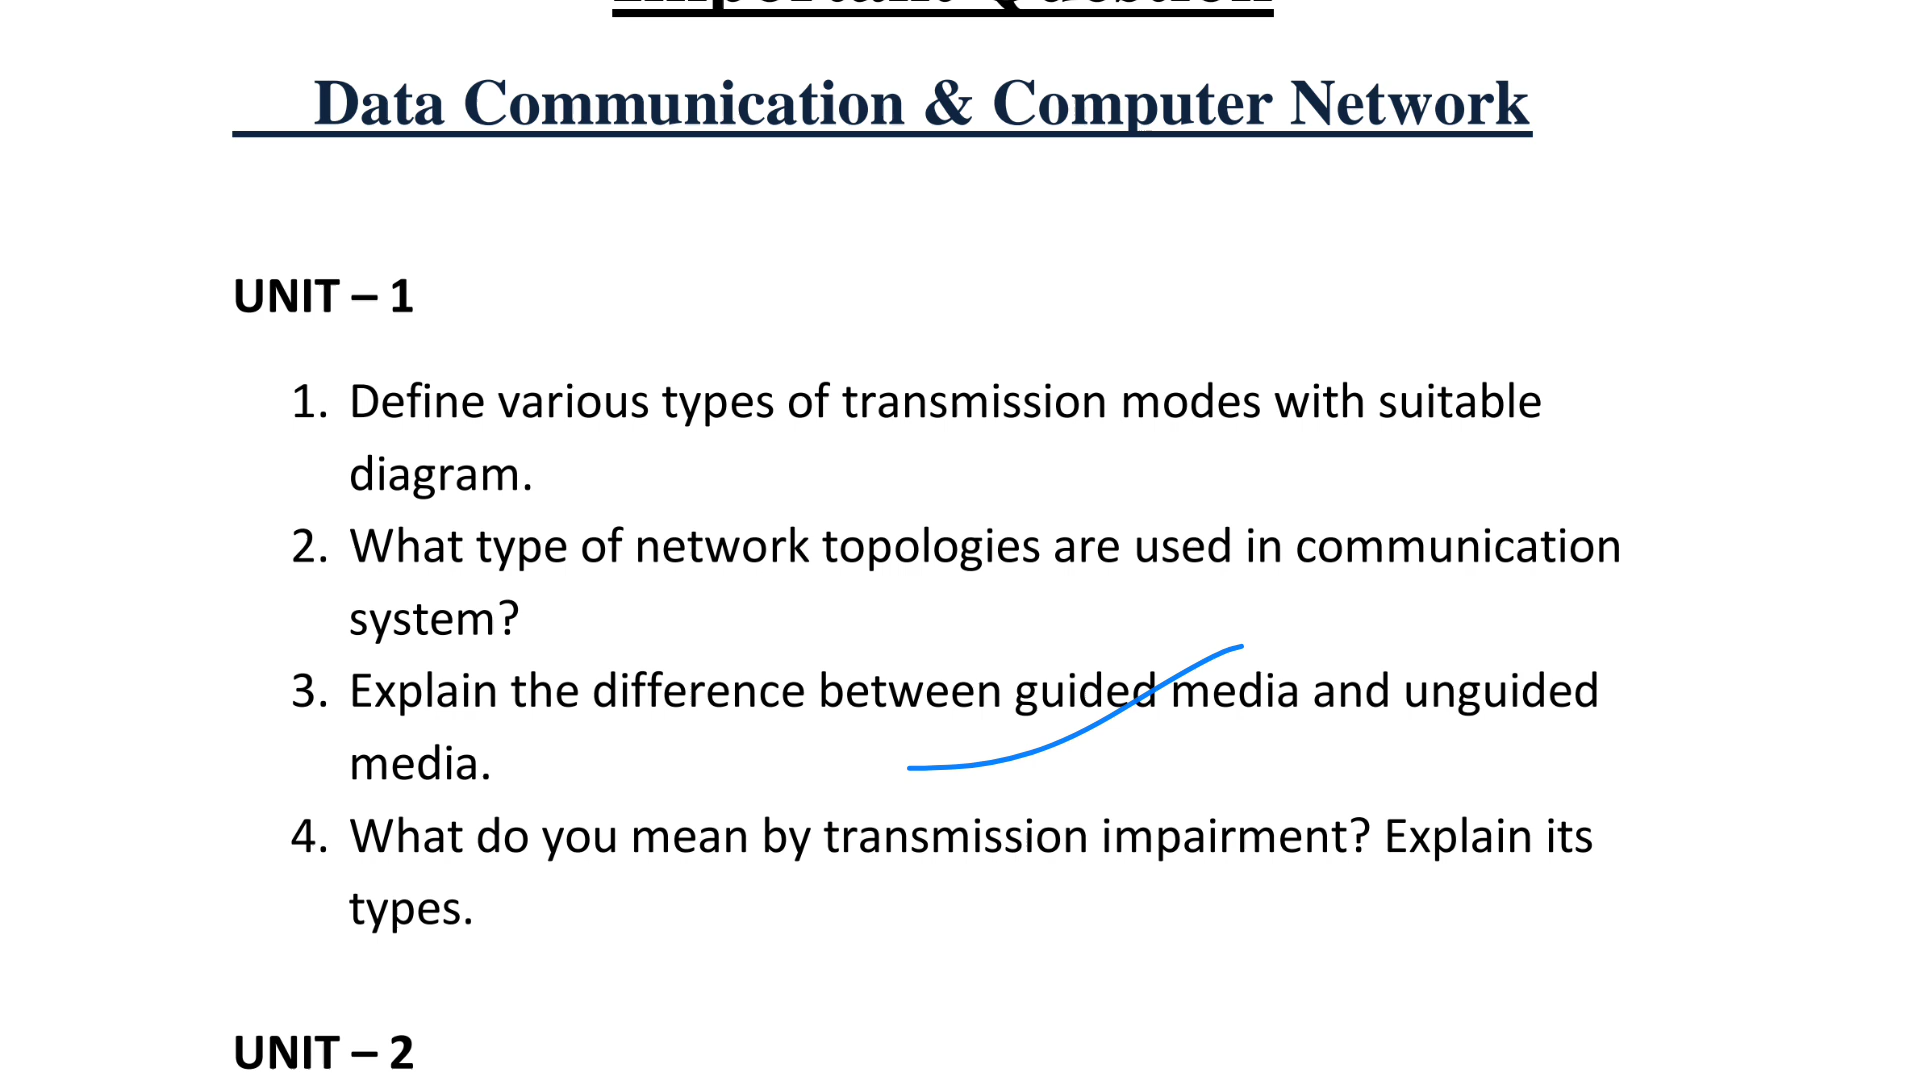 Important Question
Data Communication & Computer Network
UNIT – 1
1. Define various types of transmission modes with suitable
diagram.
2. What type of network topologies are used in communication
system?
3. Explain the difference between guided media and unguided
media.
4. What do you mean by transmission impairment? Explain its
types.
UNIT – 2